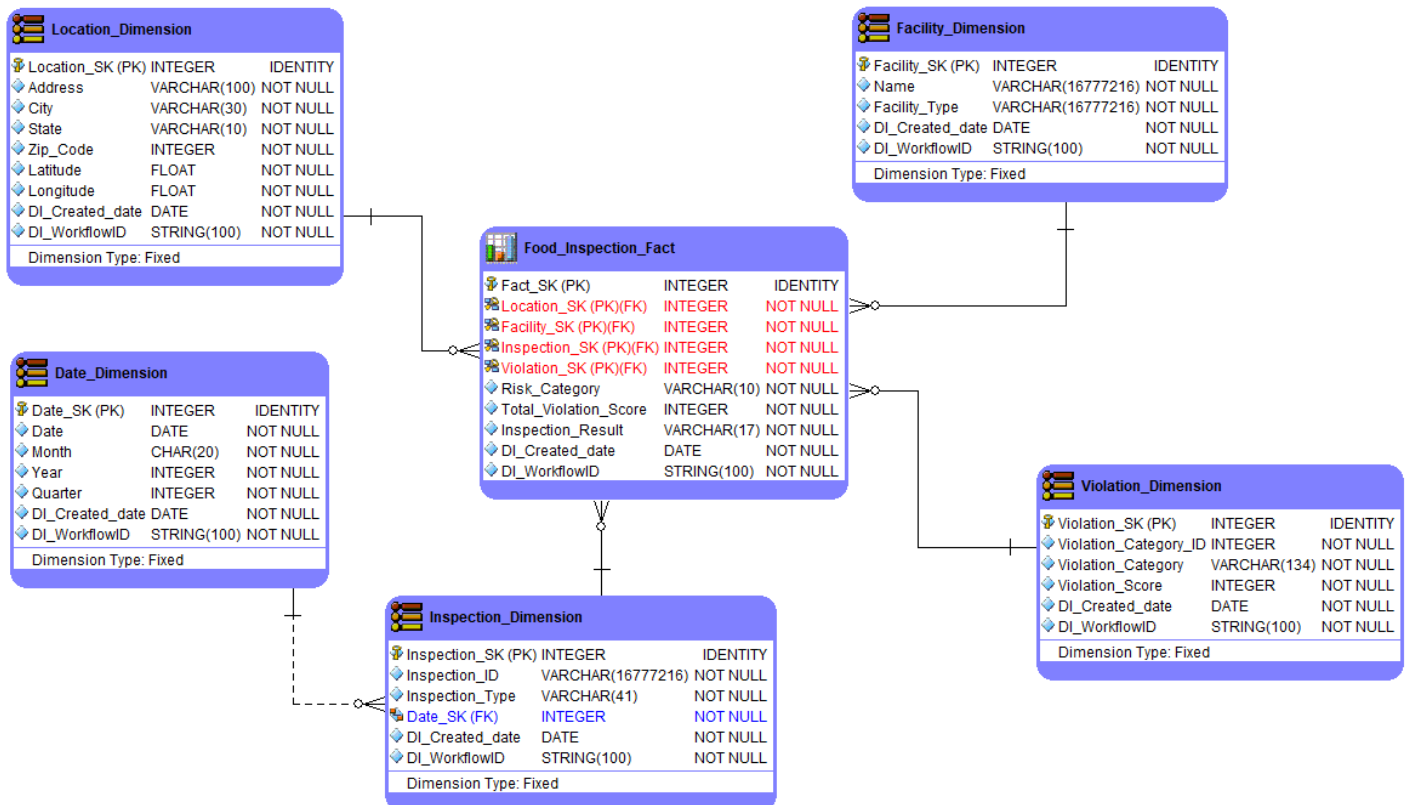 Location_Dimension
Location_SK (PK) INTEGER IDENTITY
Address VARCHAR(100) NOT NULL
City VARCHAR(30) NOT NULL
State VARCHAR(10) NOT NULL
Zip_Code INTEGER NOT NULL
Latitude FLOAT NOT NULL
Longitude FLOAT NOT NULL
DI_Created_date DATE NOT NULL
DI_WorkflowID STRING(100) NOT NULL
Dimension Type: Fixed
Facility_Dimension
Facility_SK (PK) INTEGER IDENTITY
Name VARCHAR(16777216) NOT NULL
Facility_Type VARCHAR(16777216) NOT NULL
DI_Created_date DATE NOT NULL
DI_WorkflowID STRING(100) NOT NULL
Dimension Type: Fixed
Food_Inspection_Fact
Fact_SK (PK) INTEGER IDENTITY
Location_SK (PK)(FK) INTEGER NOT NULL
Facility_SK (PK)(FK) INTEGER NOT NULL
Inspection_SK (PK)(FK) INTEGER NOT NULL
Violation_SK (PK)(FK) INTEGER NOT NULL
Risk_Category VARCHAR(10) NOT NULL
Total_Violation_Score INTEGER NOT NULL
Inspection_Result VARCHAR(17) NOT NULL
DI_Created_date DATE NOT NULL
DI_WorkflowID STRING(100) NOT NULL
Date_Dimension
Date_SK (PK) INTEGER IDENTITY
Date DATE NOT NULL
Month CHAR(20) NOT NULL
Year INTEGER NOT NULL
Quarter INTEGER NOT NULL
DI_Created_date DATE NOT NULL
DI_WorkflowID STRING(100) NOT NULL
Dimension Type: Fixed
Violation_Dimension
Violation_SK (PK) INTEGER IDENTITY
Violation_Category_ID INTEGER NOT NULL
Violation_Category VARCHAR(134) NOT NULL
Violation_Score INTEGER NOT NULL
DI_Created_date DATE NOT NULL
DI_WorkflowID STRING(100) NOT NULL
Dimension Type: Fixed
Inspection_Dimension
Inspection_SK (PK) INTEGER IDENTITY
Inspection_ID VARCHAR(16777216) NOT NULL
Inspection_Type VARCHAR(41) NOT NULL
Date_SK (FK) INTEGER NOT NULL
DI_Created_date DATE NOT NULL
DI_WorkflowID STRING(100) NOT NULL
Dimension Type: Fixed